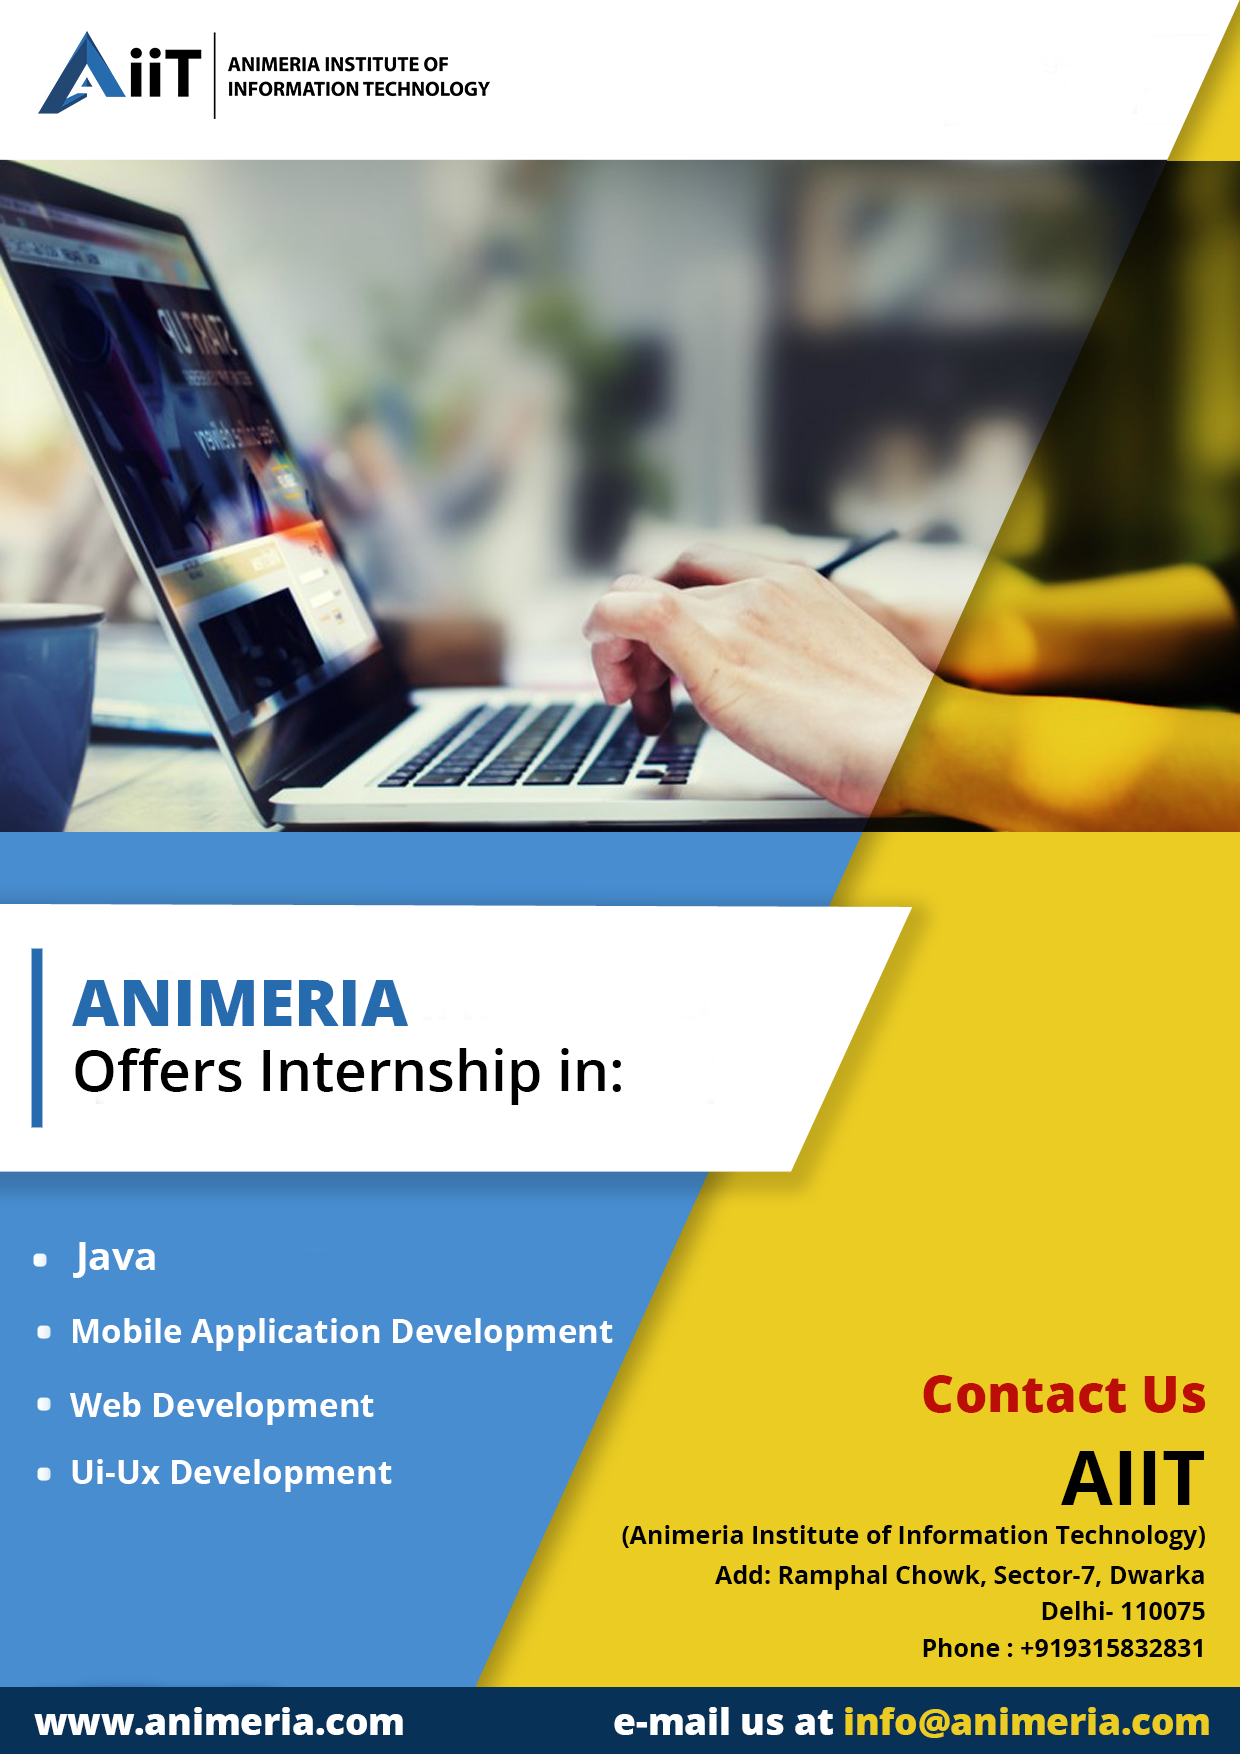 AiiT
ANIMERIA INSTITUTE OF
INFORMATION TECHNOLOGY
START UP
ANIMERIA
Offers Internship in:
Java
Mobile Application Development
Web Development
Ui-Ux Development
Contact Us
AIIT
(Animeria Institute of Information Technology)
Add: Ramphal Chowk, Sector-7, Dwarka
Delhi- 110075
Phone : +919315832831
www.animeria.com
e-mail us at info@animeria.com